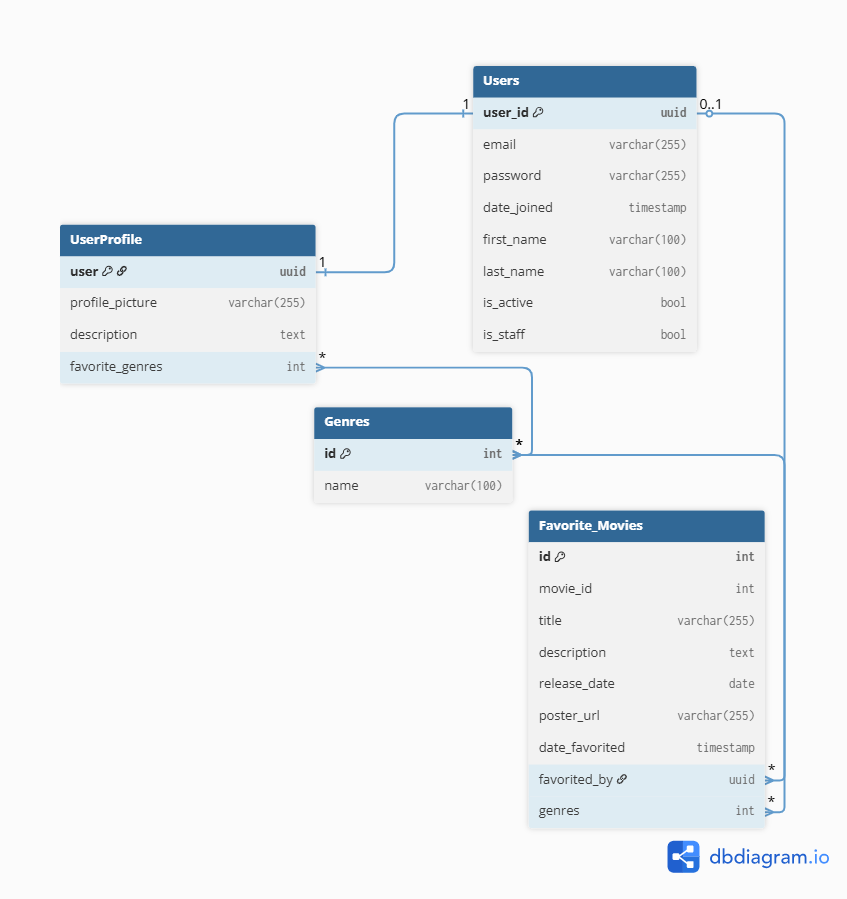 Users
1
0..1
user_id uuid
email varchar(255)
password varchar(255)
date_joined timestamp
first_name varchar(100)
last_name varchar(100)
is_active bool
is_staff bool
UserProfile
user uuid
1
profile_picture varchar(255)
description text
favorite_genres int
*
Genres
id int
*
name varchar(100)
Favorite_Movies
id int
movie_id int
title varchar(255)
description text
release_date date
poster_url varchar(255)
date_favorited timestamp
favorited_by uuid
*
genres int
*
dbdiagram.io